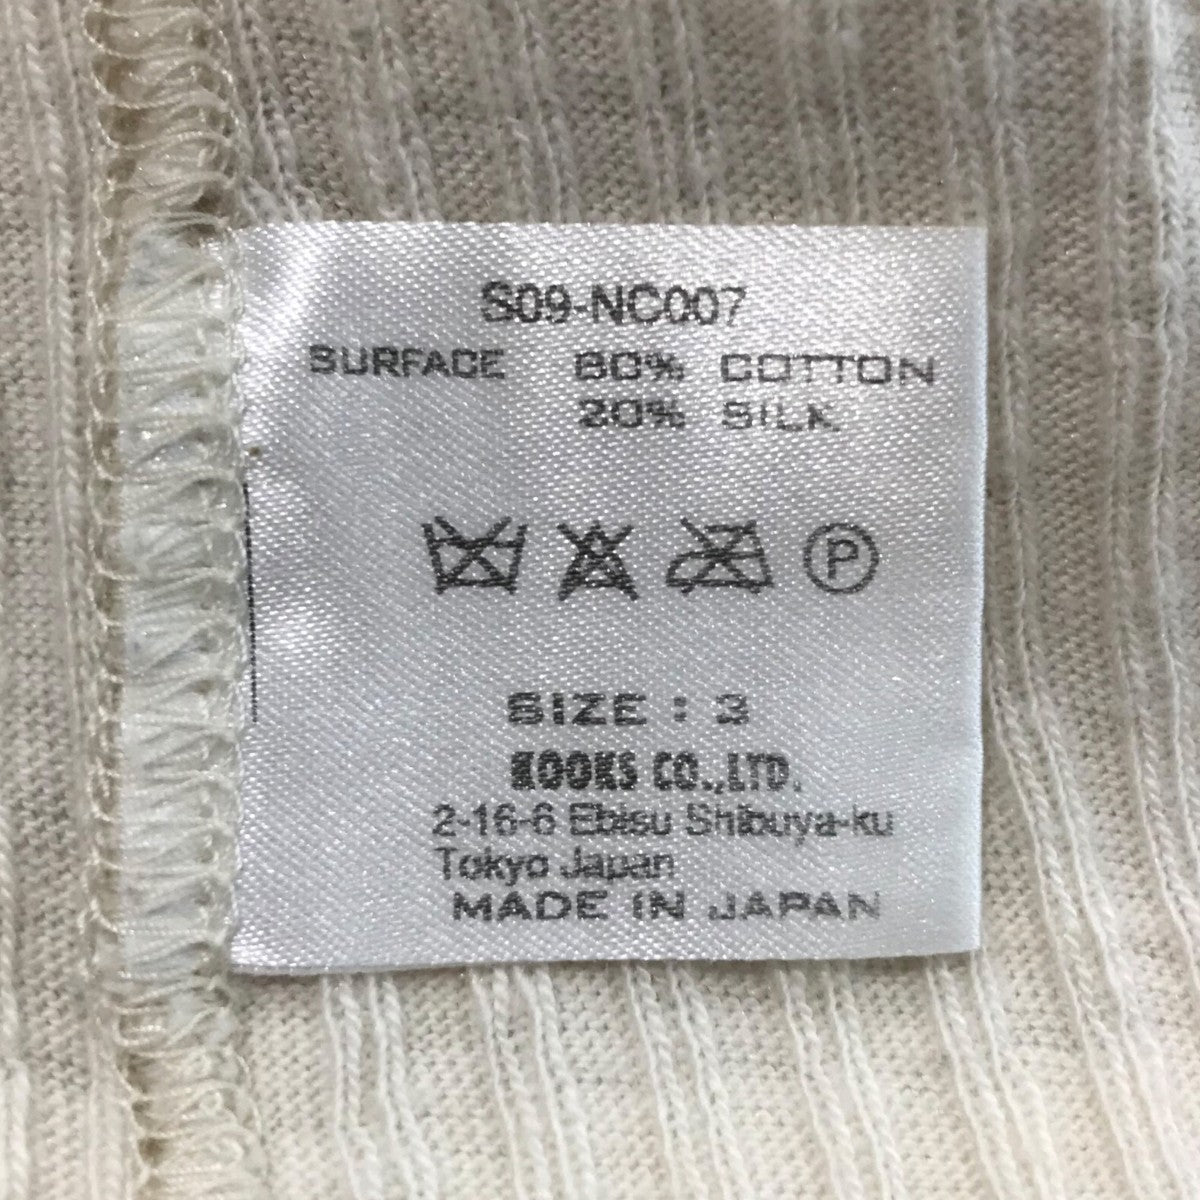 S09-NC007
SURFACE 80% COTTON
20% SILK
P
SIZE : 3
KOOKS CO.,LTD.
2-16-6 Ebisu Shibuya-ku
Tokyo Japan
MADE IN JAPAN